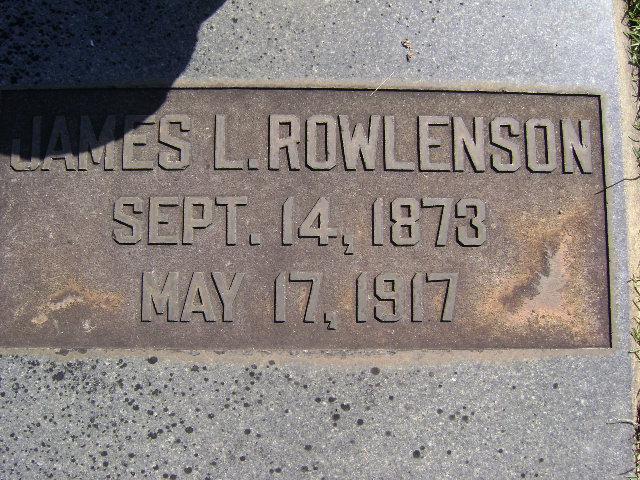 JAMES L. ROWLENSON
SEPT. 14, 1873
MAY 17, 1917